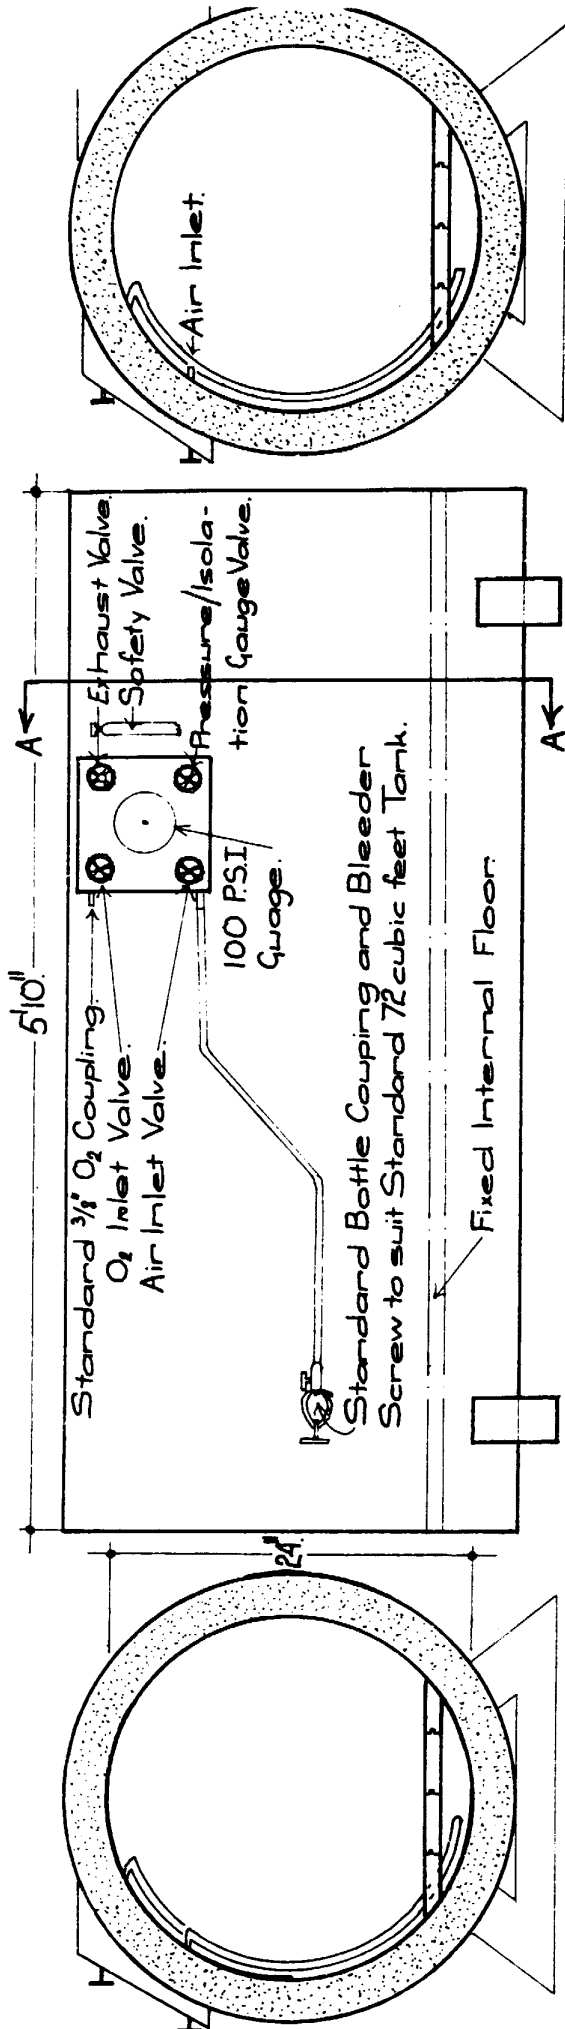 5'10"
A
Exhaust Valve.
Safety Valve.
Pressure/Isola-
tion Gauge Valve.
100 P.S.I
Guage.
Standard 3/8" O2 Coupling.
O2 Inlet Valve.
Air Inlet Valve.
Standard Bottle Couping and Bleeder
Screw to suit Standard 72 cubic feet Tank.
Fixed Internal Floor.
A
24"
Air Inlet.